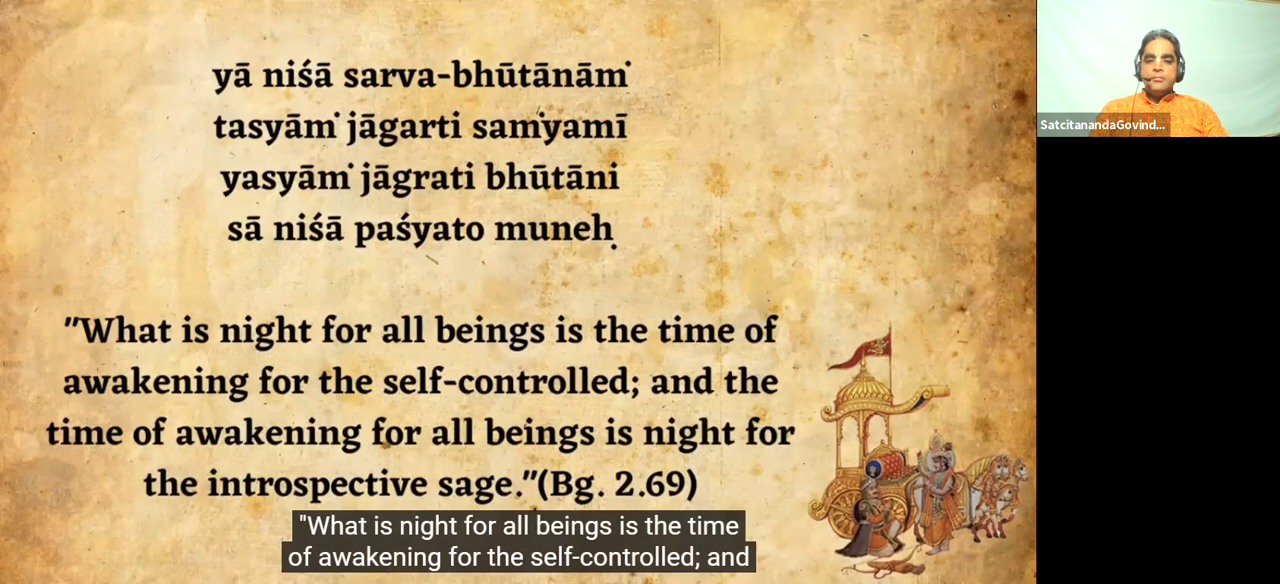 yā niśā sarva-bhūtānāṁ
tasyāṁ jāgarti saṁyamī
yasyāṁ jāgrati bhūtāni
sā niśā paśyato muneḥ
"What is night for all beings is the time of
awakening for the self-controlled; and the
time of awakening for all beings is night for
the introspective sage."(Bg. 2.69)
"What is night for all beings is the time
of awakening for the self-controlled; and
SatcitanandaGovind...